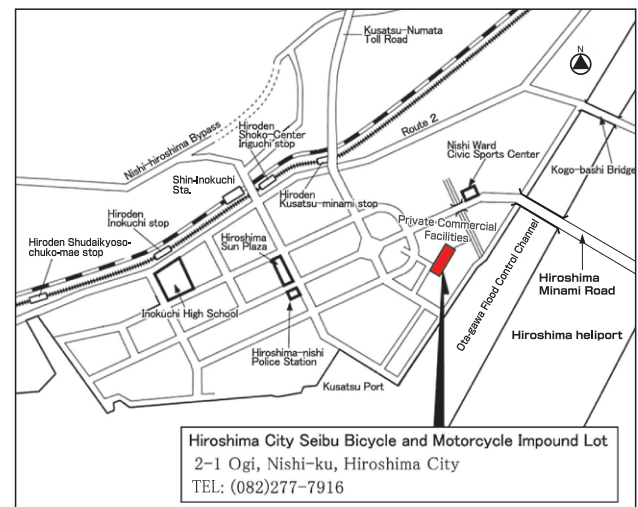 Kusatsu-Numata
Toll Road
N
Nishi-hiroshima Bypass
Hiroden
Shoko-Center
Iriguchi stop
Route 2
Nishi Ward
Civic Sports Center
Kogo-bashi Bridge
Shin-Inokuchi
Sta.
Hiroden
Kusatsu-minami stop
Hiroden
Inokuchi stop
Private Commercial
Facilities
Hiroden Shudaikyoso-
chuko-mae stop
Hiroshima
Sun Plaza
Ota-gawa Flood Control Channel
Hiroshima
Minami Road
Inokuchi High School
Hiroshima heliport
Hiroshima-nishi
Police Station
Kusatsu Port
Hiroshima City Seibu Bicycle and Motorcycle Impound Lot
2-1 Ogi, Nishi-ku, Hiroshima City
TEL: (082)277-7916